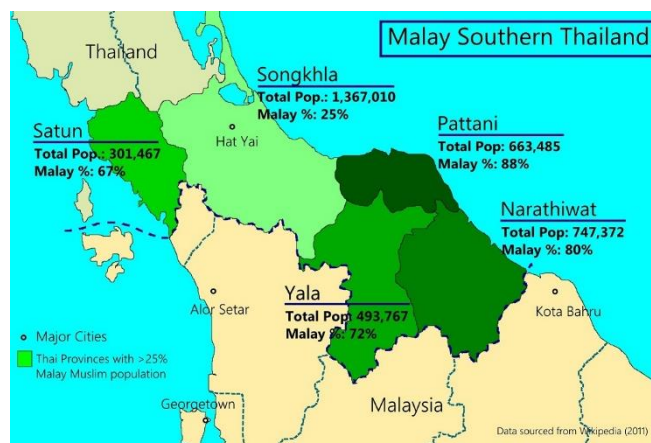 Malay Southern Thailand
Thailand
Songkhla
Total Pop.: 1,367,010
Malay %: 25%
Hat Yai
Satun
Total Pop.: 301,467
Malay %: 67%
Pattani
Total Pop: 663,485
Malay %: 88%
Narathiwat
Total Pop.: 747,372
Malay %: 80%
Yala
Total Pop: 493,767
Malay %: 72%
Alor Setar
Kota Bahru
Major Cities
Thai Provinces with >25%
Malay Muslim population
Georgetown
Malaysia
Data sourced from Wikipedia (2011)